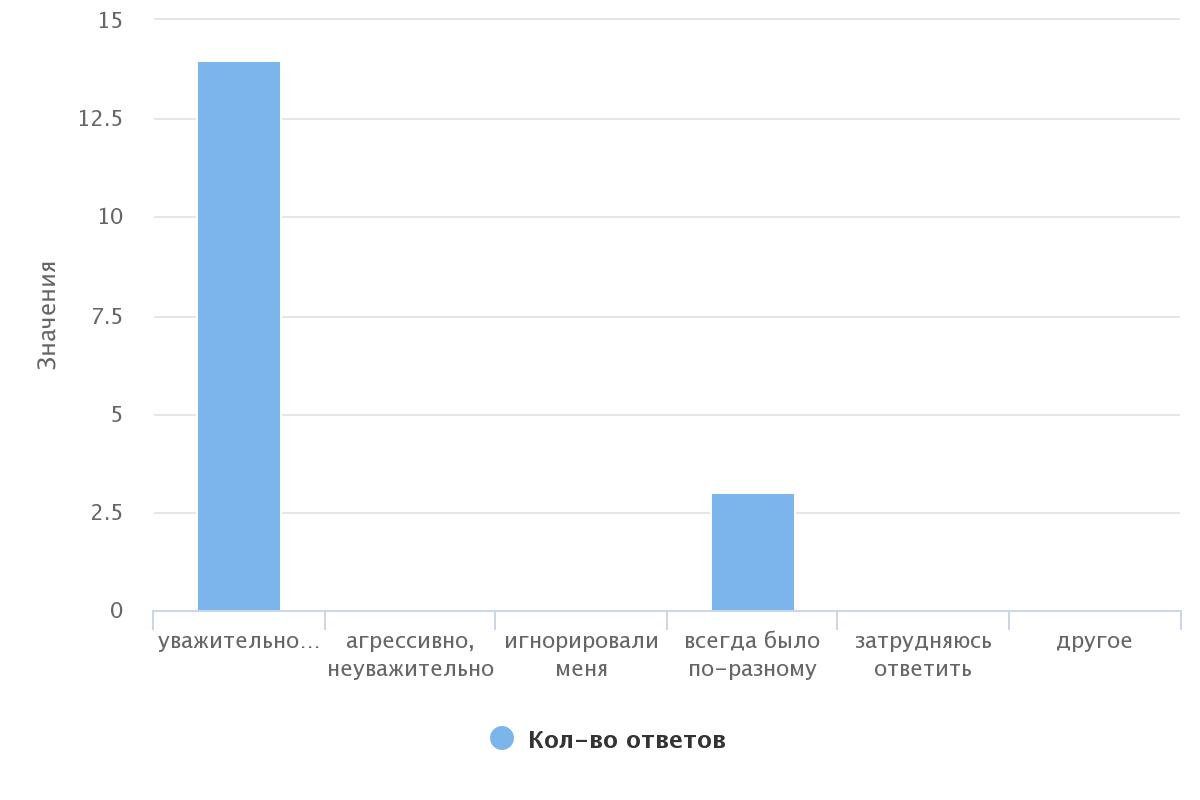 15
12.5
10
7.5
5
2.5
0
Значения
уважительно…
агрессивно,
неуважительно
игнорировали
меня
всегда было
по-разному
затрудняюсь
ответить
другое
Кол-во ответов